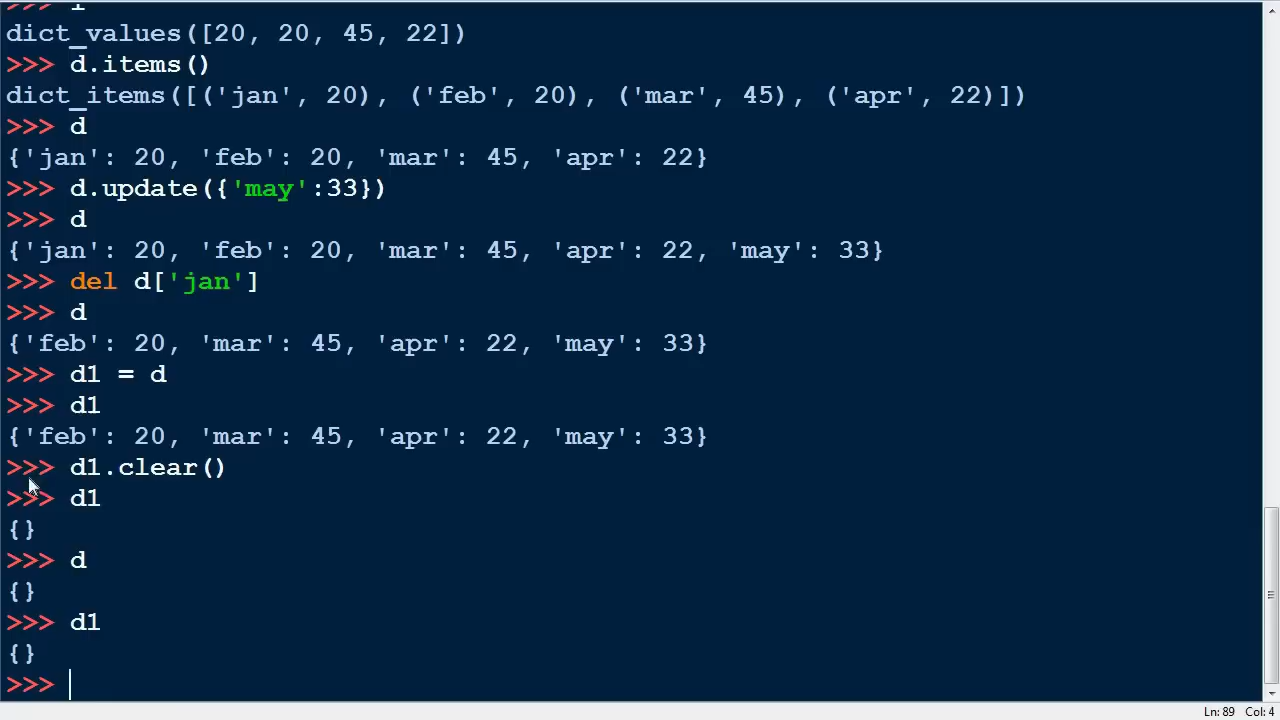 >>>
dict_values([20, 20, 45, 22])
>>> d.items()
dict_items([('jan', 20), ('feb', 20), ('mar', 45), ('apr', 22)])
>>> d
{'jan': 20, 'feb': 20, 'mar': 45, 'apr': 22}
>>> d.update({'may':33})
>>> d
{'jan': 20, 'feb': 20, 'mar': 45, 'apr': 22, 'may': 33}
>>> del d['jan']
>>> d
{'feb': 20, 'mar': 45, 'apr': 22, 'may': 33}
>>> d1 = d
>>> d1
{'feb': 20, 'mar': 45, 'apr': 22, 'may': 33}
>>> d1.clear()
>>> d1
{}
>>> d
{}
>>> d1
{}
>>>
Ln: 89 Col: 4